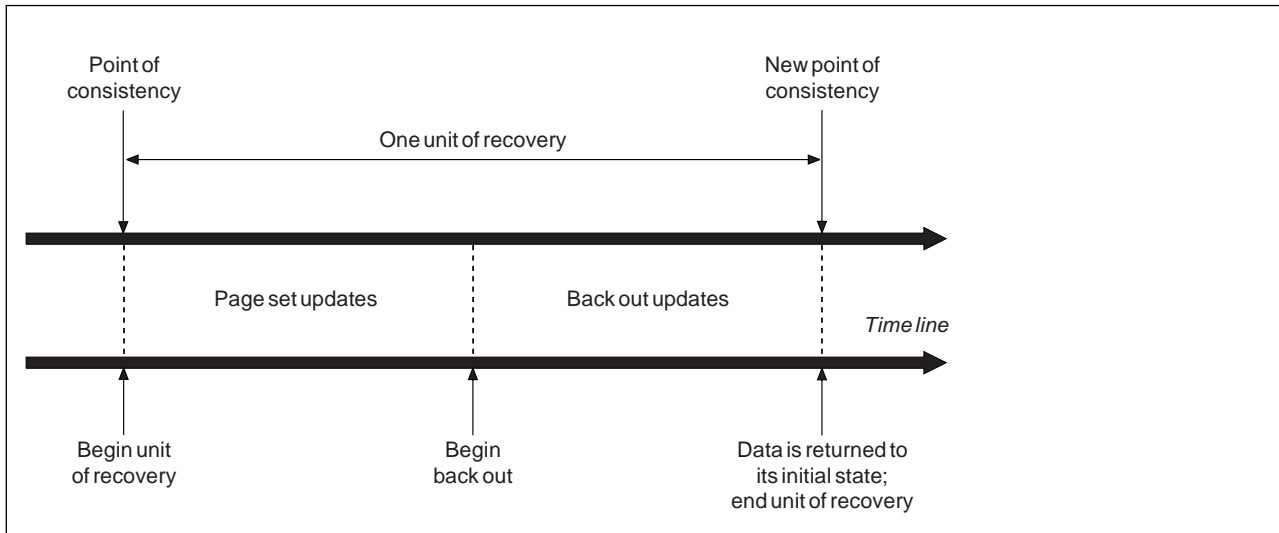 Point of
consistency
New point of
consistency
One unit of recovery
Page set updates
Back out updates
Time line
Begin unit
of recovery
Begin
back out
Data is returned to
its initial state;
end unit of recovery